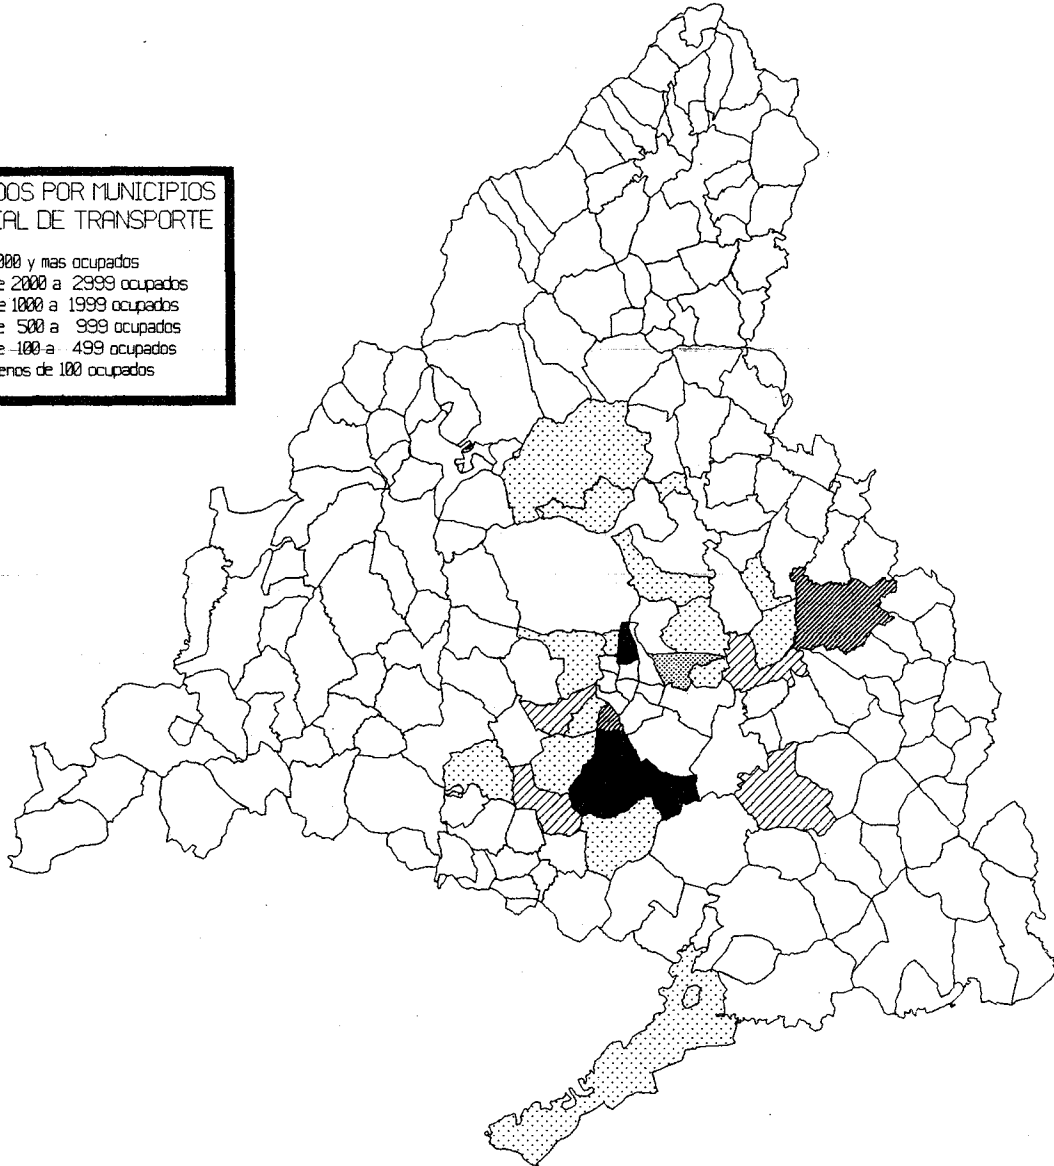 DOS POR MUNICIPIOS
IAL DE TRANSPORTE
000 y mas ocupados
e 2000 a 2999 ocupados
e 1000 a 1999 ocupados
e 500 a 999 ocupados
e 100 a 499 ocupados
enos de 100 ocupados